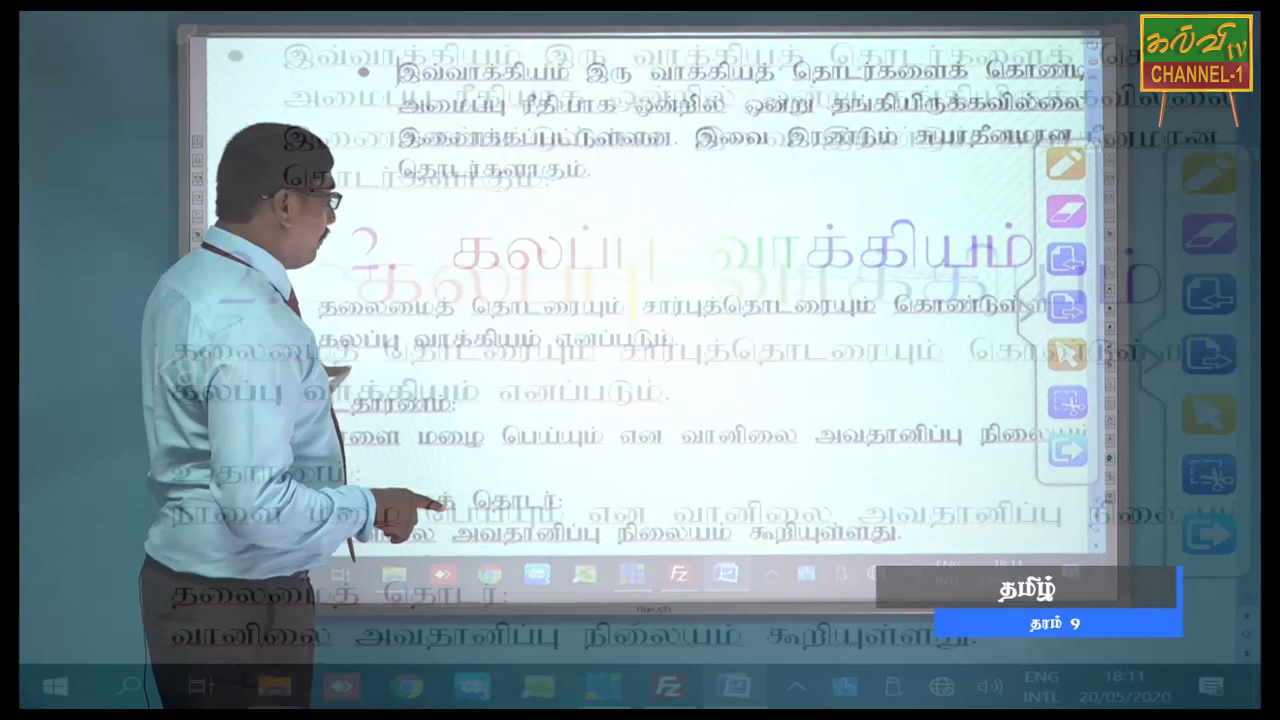 கல்வி tv
CHANNEL-1
இவ்வாக்கியம் இரு வாக்கியத் தொடர்களைக் கொண்டது
அமைப்பு ரீதியாக ஒன்றில் ஒன்று தங்கியிருக்கவில்லை
இணைக்கப்பட்டுள்ளன. இவை இரண்டும் சுயாதீனமான
தொடர்களாகும்.
2. கலப்பு வாக்கியம்
தலைமைத் தொடரையும் சார்புத்தொடரையும் கொண்டுள்ள
கலப்பு வாக்கியம் எனப்படும்.
உதாரணம்:
நாளை மழை பெய்யும் என வானிலை அவதானிப்பு நிலையம்
தலைமைத் தொடர்:
வானிலை அவதானிப்பு நிலையம் கூறியுள்ளது.
தமிழ்
தரம் 9
ENG
INTL
18:11
20/05/2020